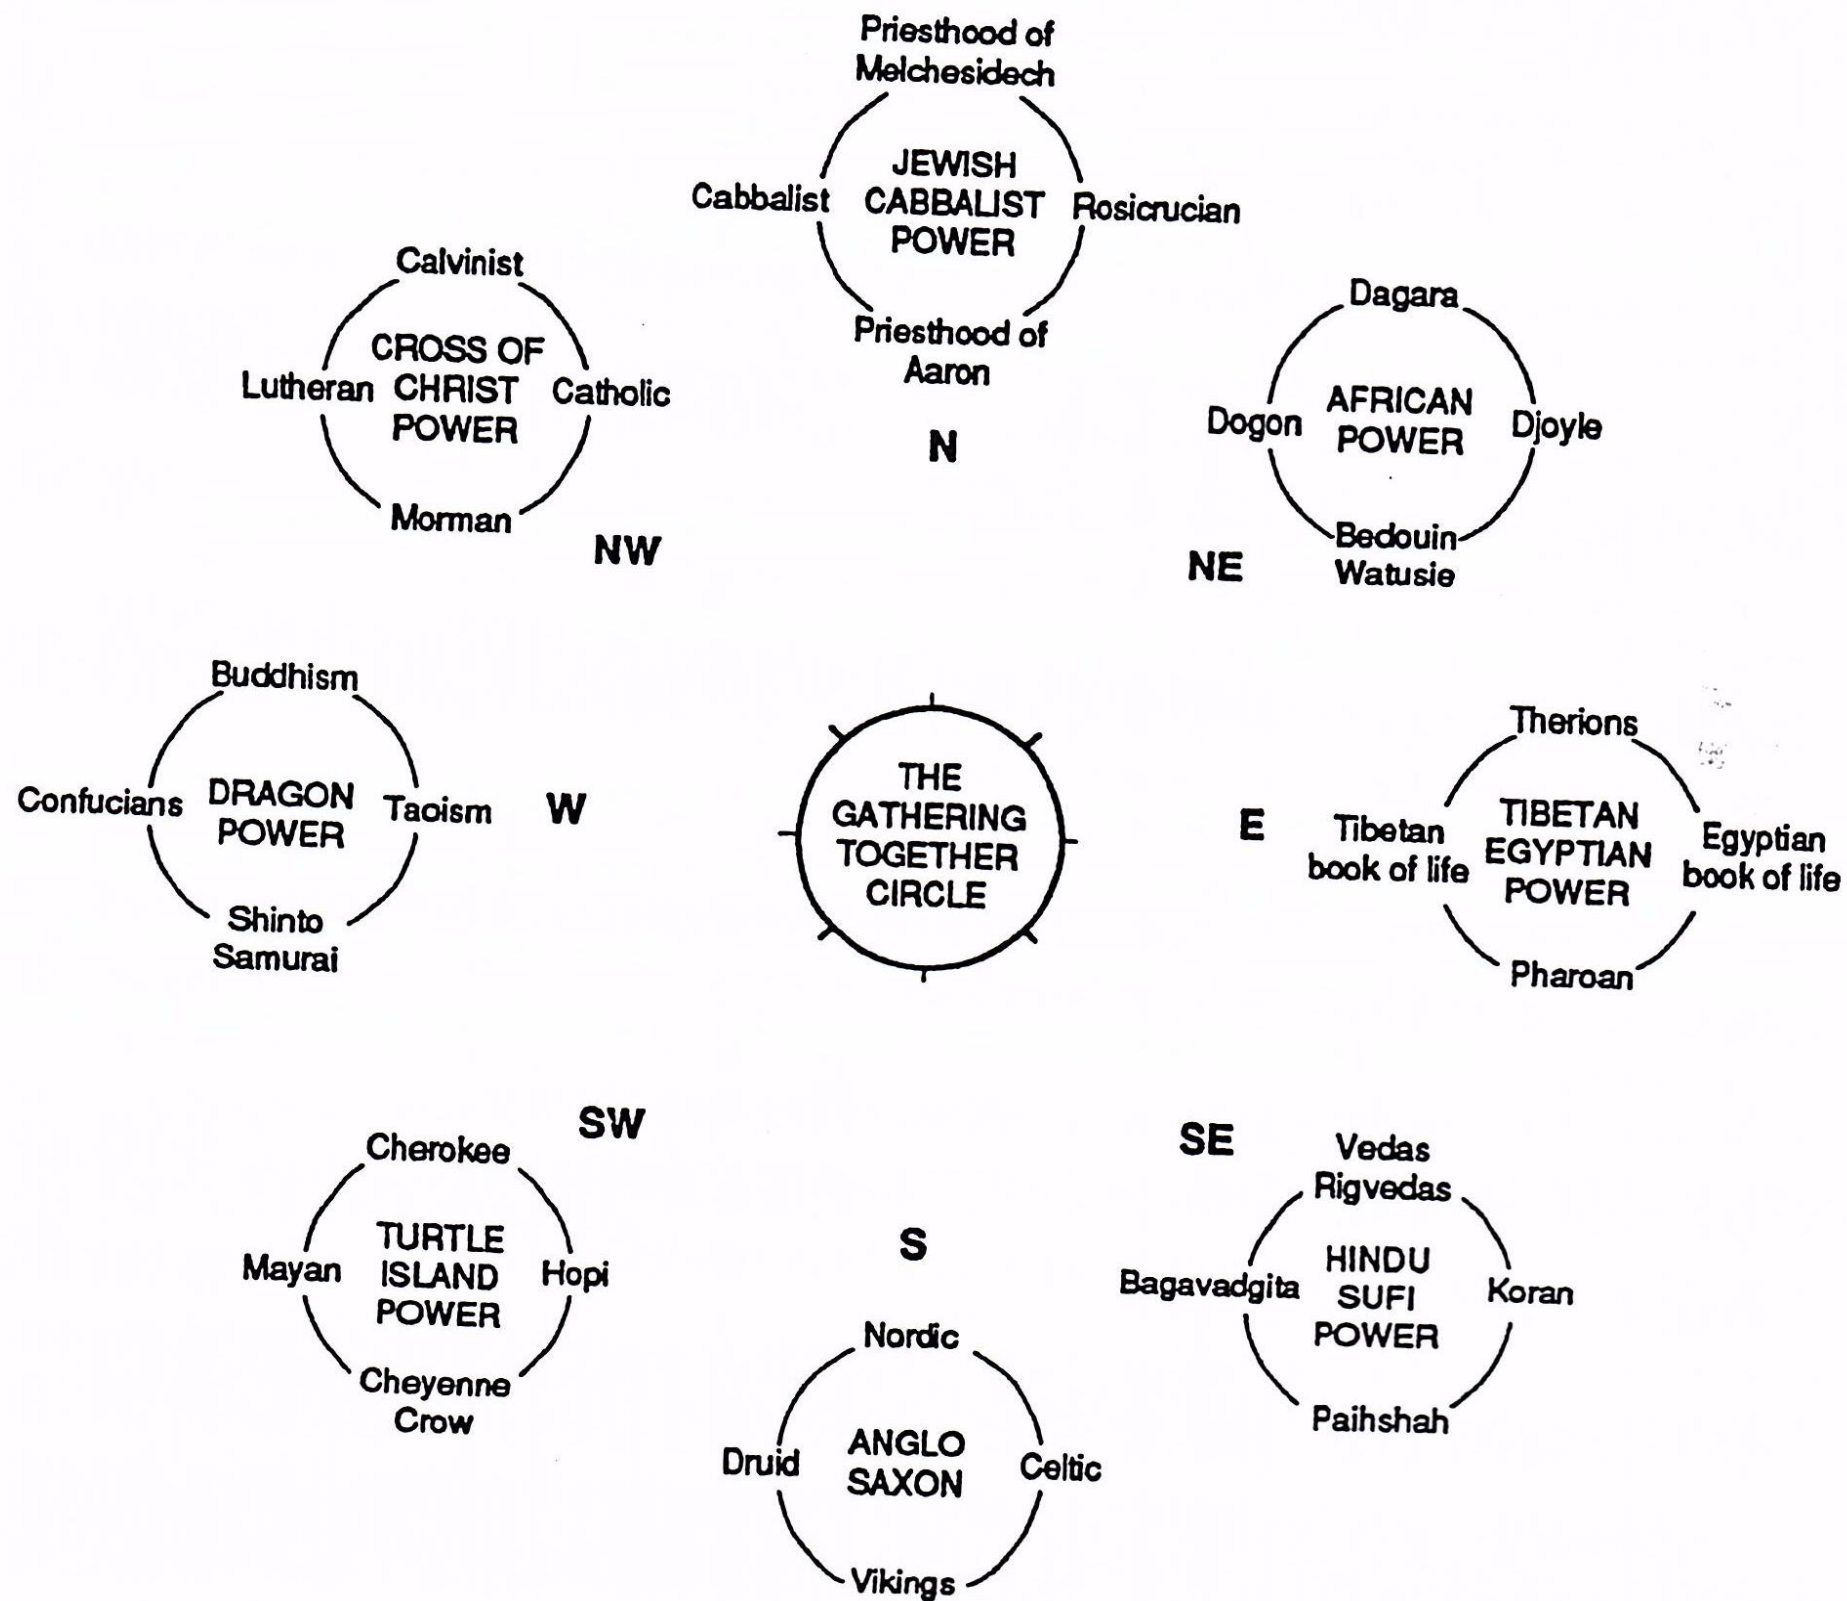 Priesthood of
Melchesidech
JEWISH
CABBALIST
POWER
Cabbalist
Rosicrucian
Priesthood of
Aaron
N
Calvinist
CROSS OF
CHRIST
POWER
Lutheran
Catholic
Morman
NW
Dagara
AFRICAN
POWER
Dogon
Djoyle
Bedouin
Watusie
NE
Buddhism
DRAGON
POWER
Confucians
Taoism
Shinto
Samurai
W
THE
GATHERING
TOGETHER
CIRCLE
E
Therions
Tibetan
book of life
TIBETAN
EGYPTIAN
POWER
Egyptian
book of life
Pharoan
SW
Cherokee
TURTLE
ISLAND
POWER
Mayan
Hopi
Cheyenne
Crow
S
Nordic
ANGLO
SAXON
Druid
Celtic
Vikings
SE
Vedas
Rigvedas
HINDU
SUFI
POWER
Bagavadgita
Koran
Paihshah